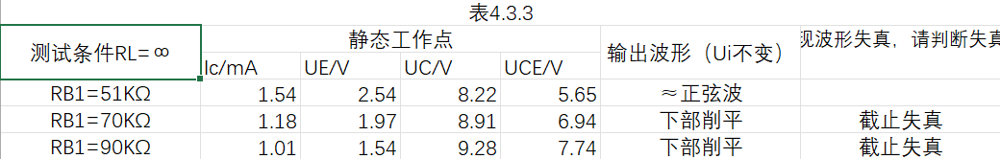 表4.3.3
测试条件RL=∞ 静态工作点 输出波形（Ui不变） 现波形失真，请判断失真
Ic/mA UE/V UC/V UCE/V
RB1=51KΩ 1.54 2.54 8.22 5.65 ≈正弦波
RB1=70KΩ 1.18 1.97 8.91 6.94 下部削平 截止失真
RB1=90KΩ 1.01 1.54 9.28 7.74 下部削平 截止失真